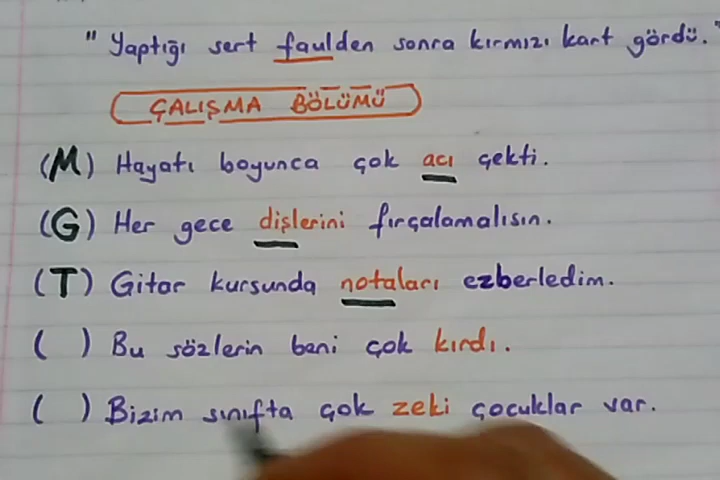 "Yaptığı sert faulden sonra kırmızı kart gördü."
ÇALIŞMA BÖLÜMÜ
(M) Hayatı boyunca çok acı çekti.
(G) Her gece dişlerini fırçalamalısın.
(T) Gitar kursunda notaları ezberledim.
( ) Bu sözlerin beni çok kırdı.
( ) Bizim sınıfta çok zeki çocuklar var.